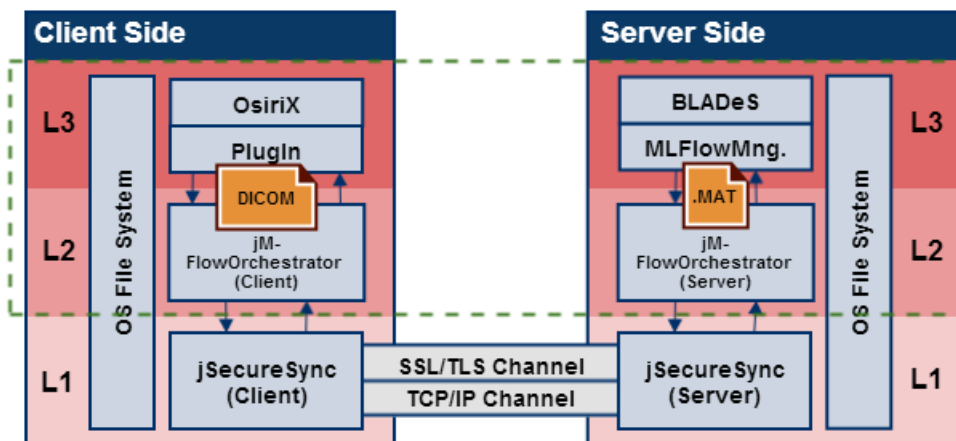 Client Side
L3
L2
L1
OS File System
OsiriX
PlugIn
DICOM
jM-
FlowOrchestrator
(Client)
jSecureSync
(Client)
SSL/TLS Channel
TCP/IP Channel
Server Side
BLADeS
MLFlowMng.
.MAT
jM-
FlowOrchestrator
(Server)
jSecureSync
(Server)
OS File System
L3
L2
L1